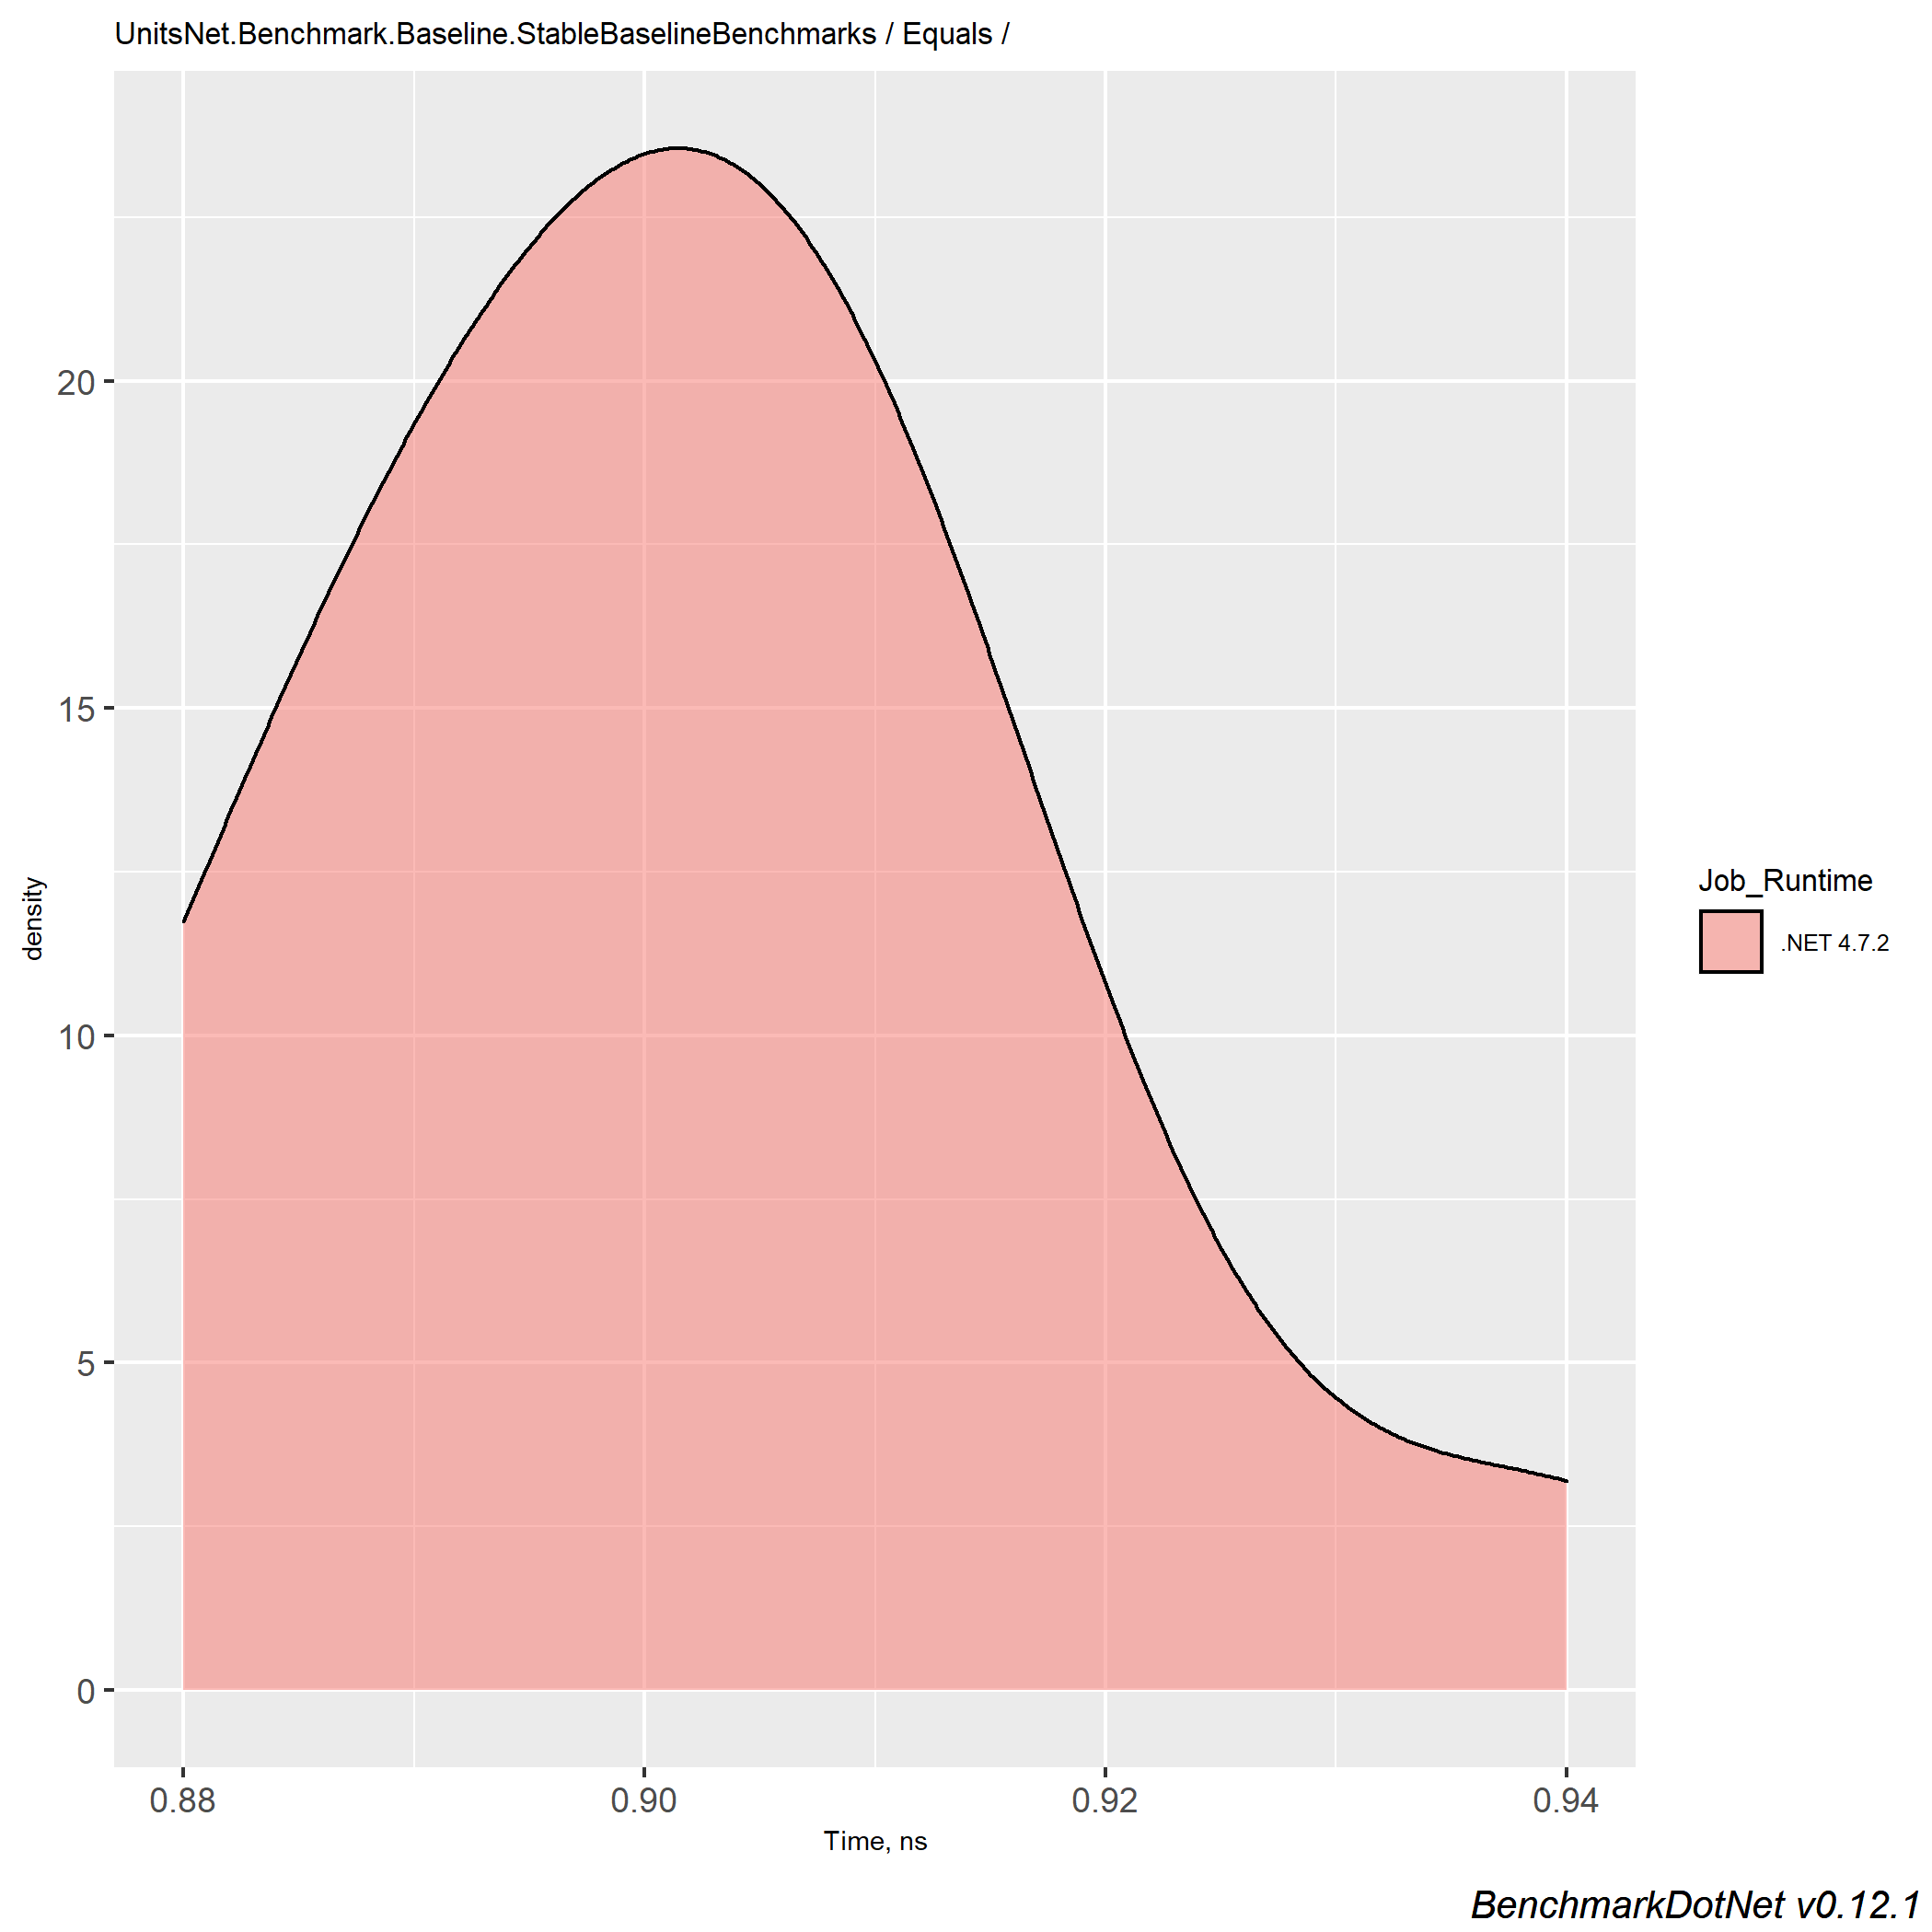 UnitsNet.Benchmark.Baseline.StableBaselineBenchmarks / Equals /
20
15
10
5
0
density
0.88 0.90 0.92 0.94
Time, ns
Job_Runtime
.NET 4.7.2
BenchmarkDotNet v0.12.1